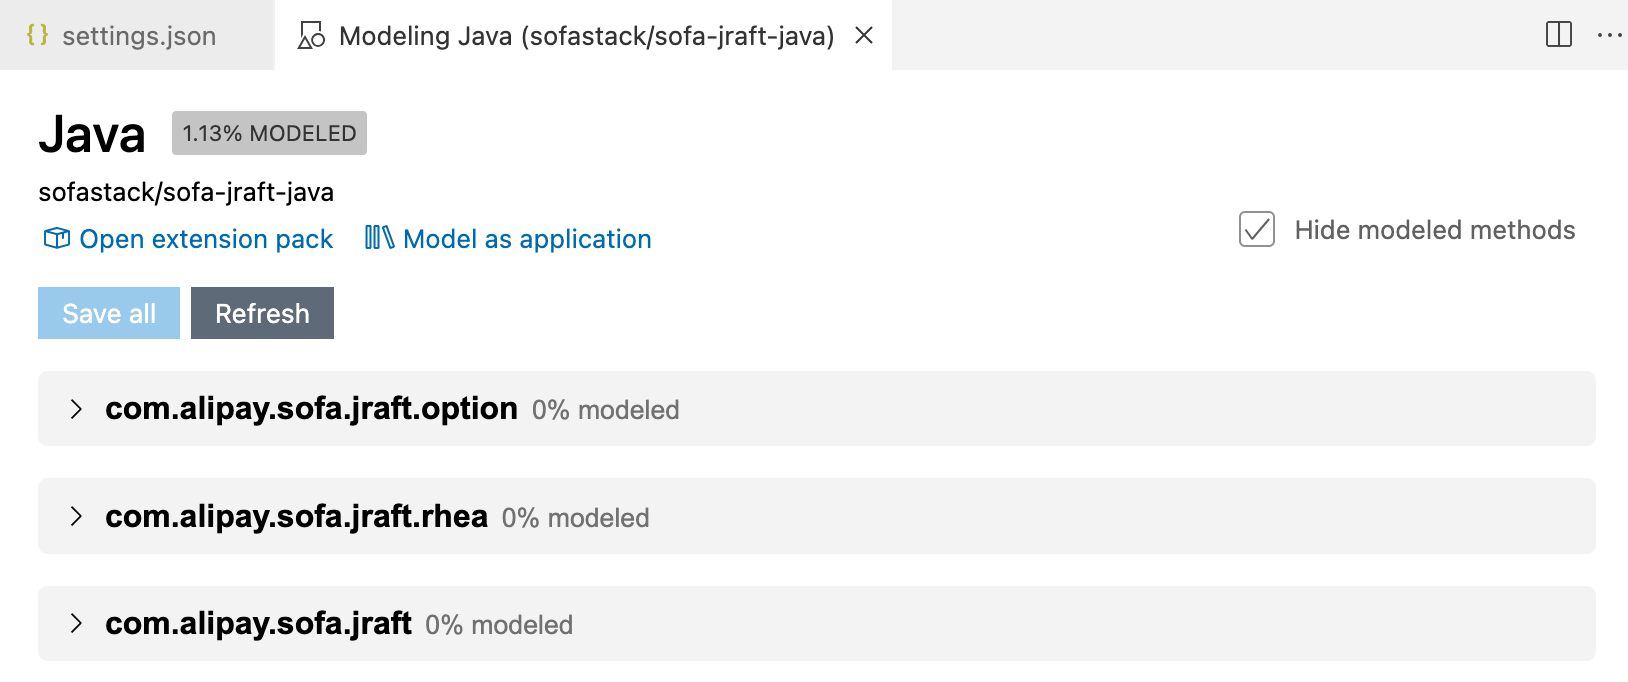 {} settings.json
Modeling Java (sofastack/sofa-jraft-java)
Java 1.13% MODELED
sofastack/sofa-jraft-java
Open extension pack Model as application
Hide modeled methods
Save all Refresh
com.alipay.sofa.jraft.option 0% modeled
com.alipay.sofa.jraft.rhea 0% modeled
com.alipay.sofa.jraft 0% modeled